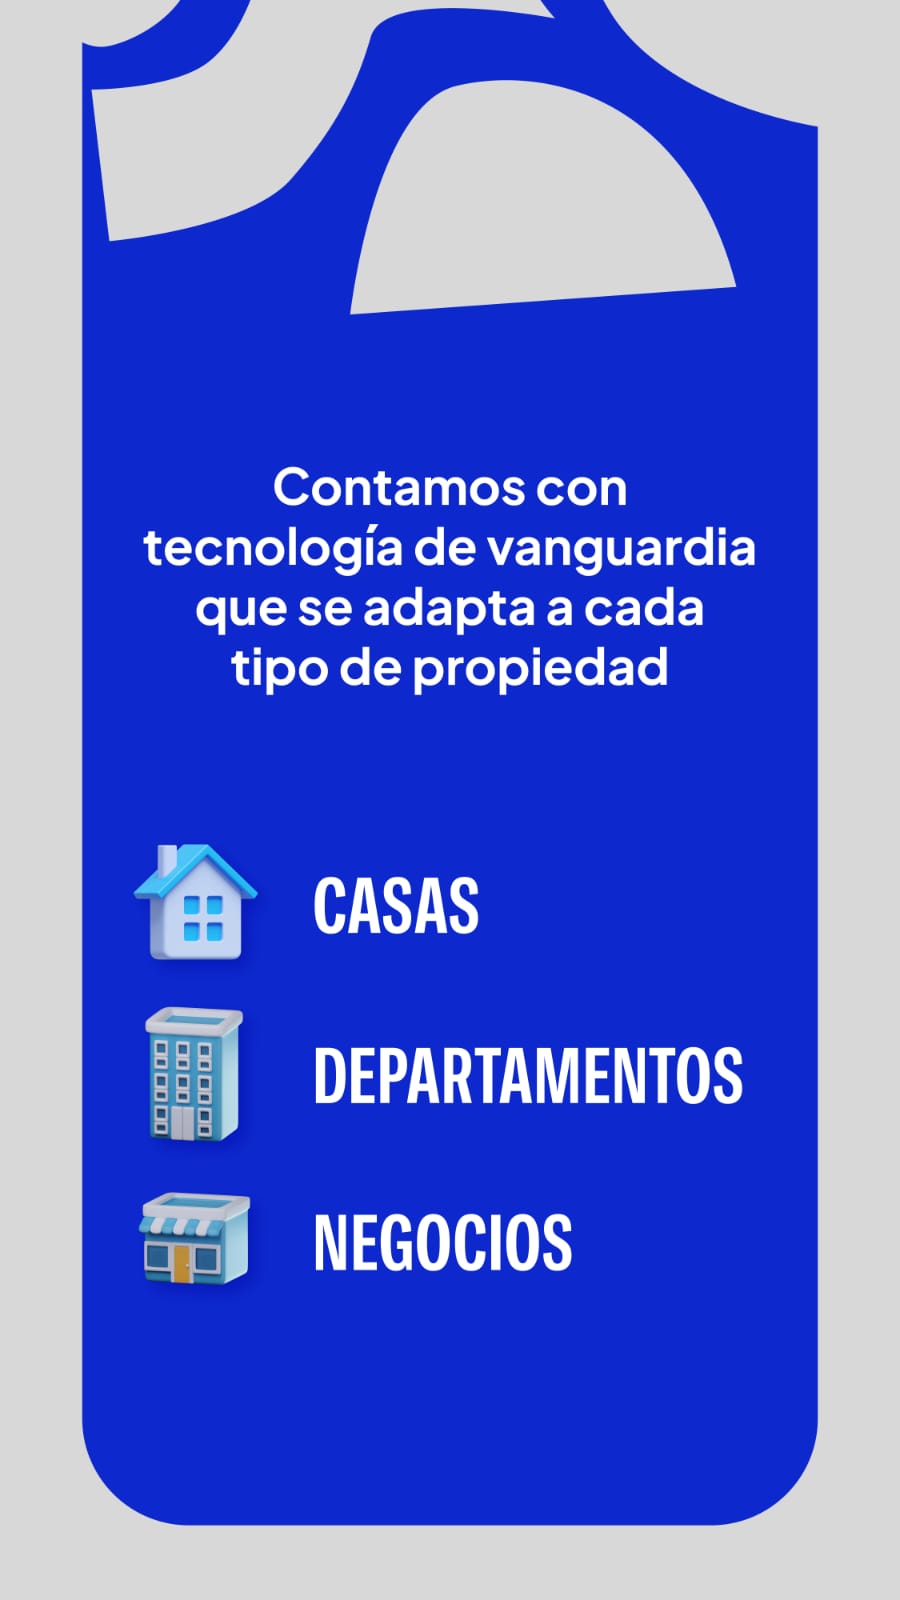 Contamos con
tecnología de vanguardia
que se adapta a cada
tipo de propiedad
CASAS
DEPARTAMENTOS
NEGOCIOS